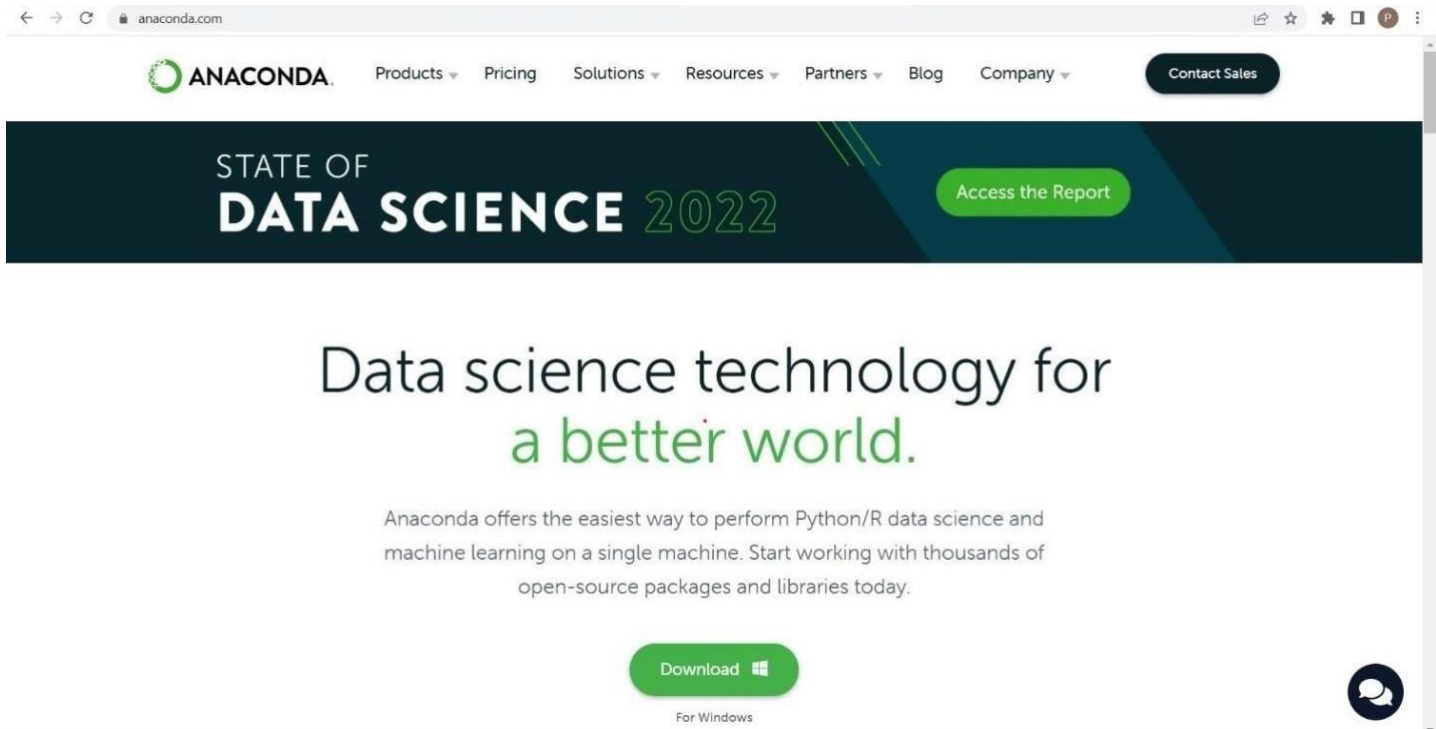 anaconda.com
P
ANACONDA.
Products Pricing Solutions Resources Partners Blog Company
Contact Sales
STATE OF
DATA SCIENCE 2022
Access the Report
Data science technology for
a better world.
Anaconda offers the easiest way to perform Python/R data science and
machine learning on a single machine. Start working with thousands of
open-source packages and libraries today.
Download
For Windows